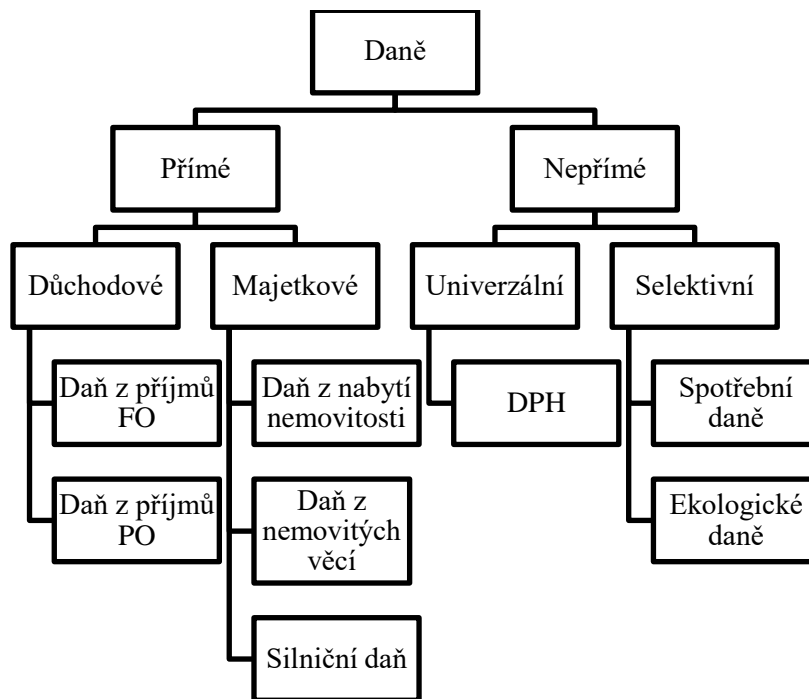 Daně
Přímé
Nepřímé
Důchodové
Majetkové
Univerzální
Selektivní
Daň z příjmů
FO
Daň z příjmů
PO
Daň z nabytí
nemovitosti
Daň z
nemovitých
věcí
Silniční daň
DPH
Spotřební
daně
Ekologické
daně